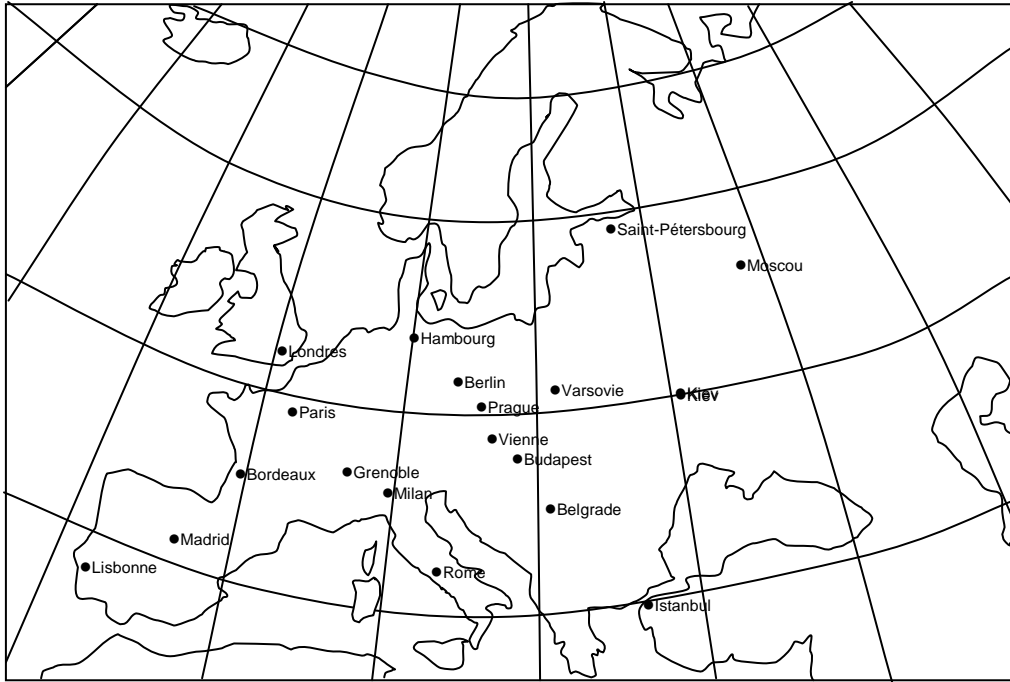 Saint-Pétersbourg
Moscou
Hambourg
Londres
Berlin
Varsovie
Kiev
Kiev
Prague
Paris
Vienne
Budapest
Grenoble
Bordeaux
Milan
Belgrade
Madrid
Lisbonne
Rome
Istanbul